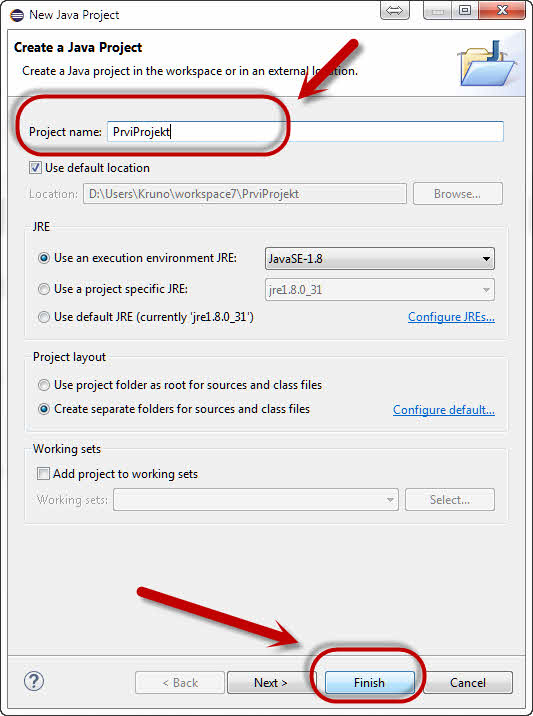 New Java Project
Create a Java Project
Create a Java project in the workspace or in an external location.
Project name: PrviProjekt
Use default location
Location: D:\Users\Kruno\workspace7\PrviProjekt Browse...
JRE
Use an execution environment JRE: JavaSE-1.8
Use a project specific JRE: jre1.8.0_31
Use default JRE (currently 'jre1.8.0_31') Configure JREs...
Project layout
Use project folder as root for sources and class files
Create separate folders for sources and class files Configure default...
Working sets
Add project to working sets
Working sets: Select...
? < Back Next > Finish Cancel